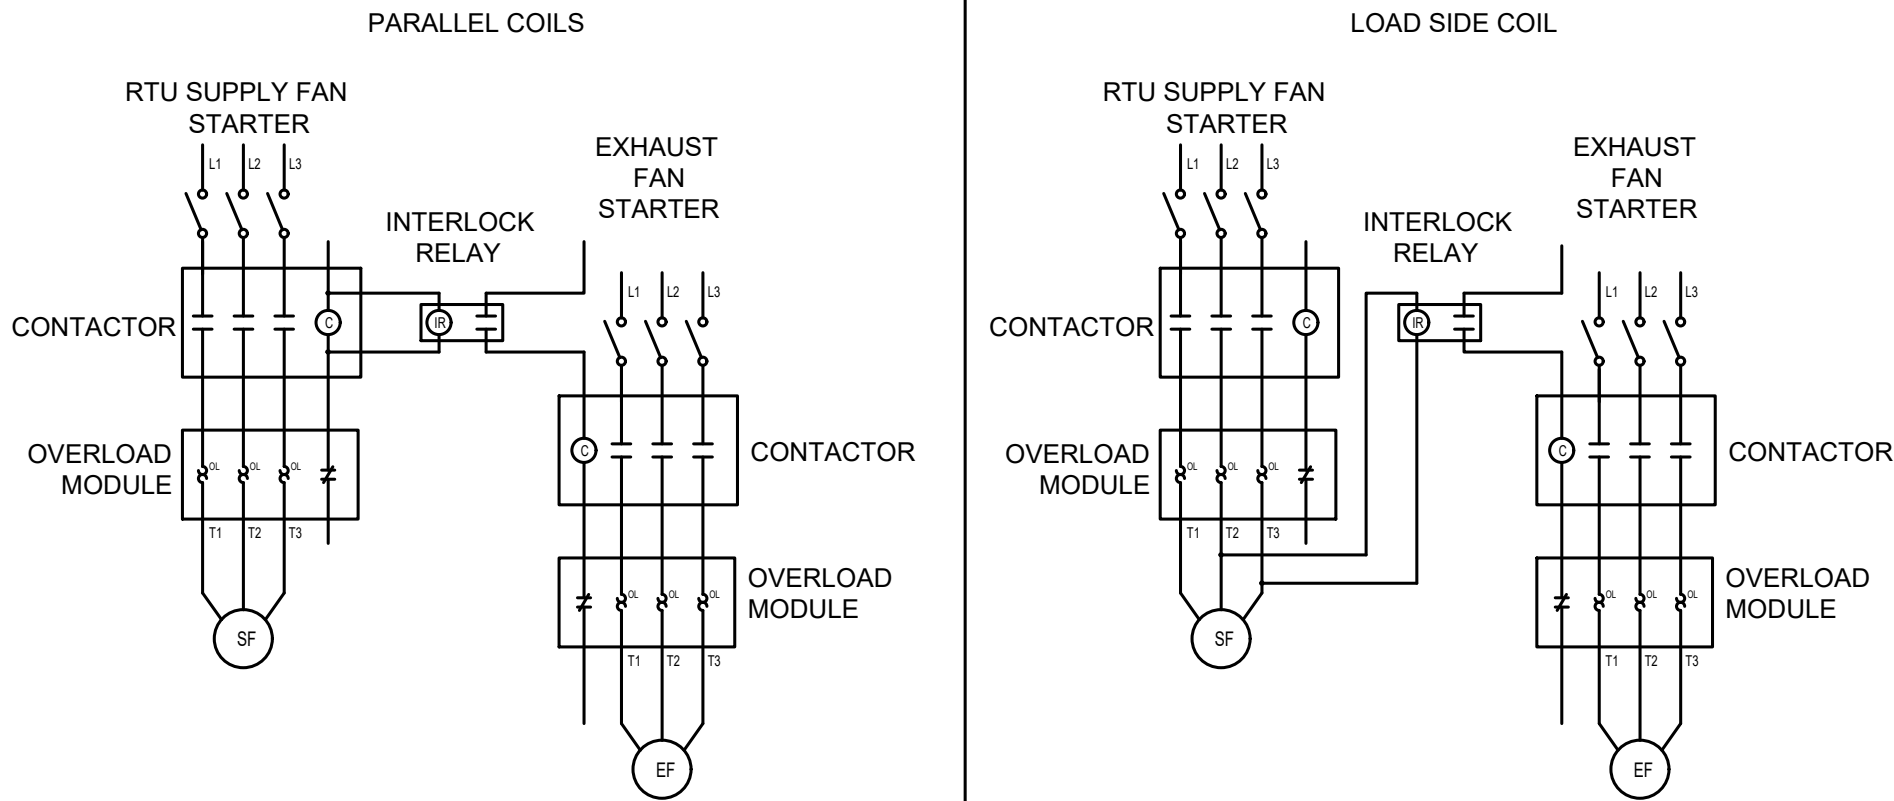 PARALLEL COILS
RTU SUPPLY FAN
STARTER
L1
L2
L3
INTERLOCK
RELAY
EXHAUST
FAN
STARTER
L1
L2
L3
CONTACTOR
C
IR
C
CONTACTOR
OVERLOAD
MODULE
OL
OL
OL
T1
T2
T3
SF
OVERLOAD
MODULE
OL
OL
OL
T1
T2
T3
EF
LOAD SIDE COIL
RTU SUPPLY FAN
STARTER
L1
L2
L3
INTERLOCK
RELAY
EXHAUST
FAN
STARTER
L1
L2
L3
CONTACTOR
C
IR
C
CONTACTOR
OVERLOAD
MODULE
OL
OL
OL
T1
T2
T3
SF
OVERLOAD
MODULE
OL
OL
OL
T1
T2
T3
EF